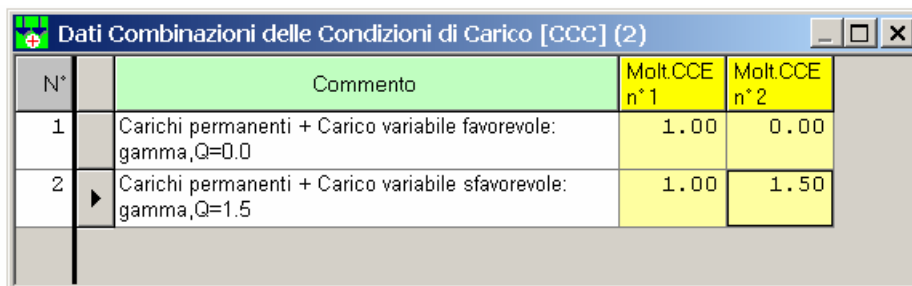 Dati Combinazioni delle Condizioni di Carico [CCC] (2)
N° Commento Molt.CCE n°1 Molt.CCE n°2
1 Carichi permanenti + Carico variabile favorevole: 1.00 0.00
gamma,Q=0.0
2 Carichi permanenti + Carico variabile sfavorevole: 1.00 1.50
gamma,Q=1.5